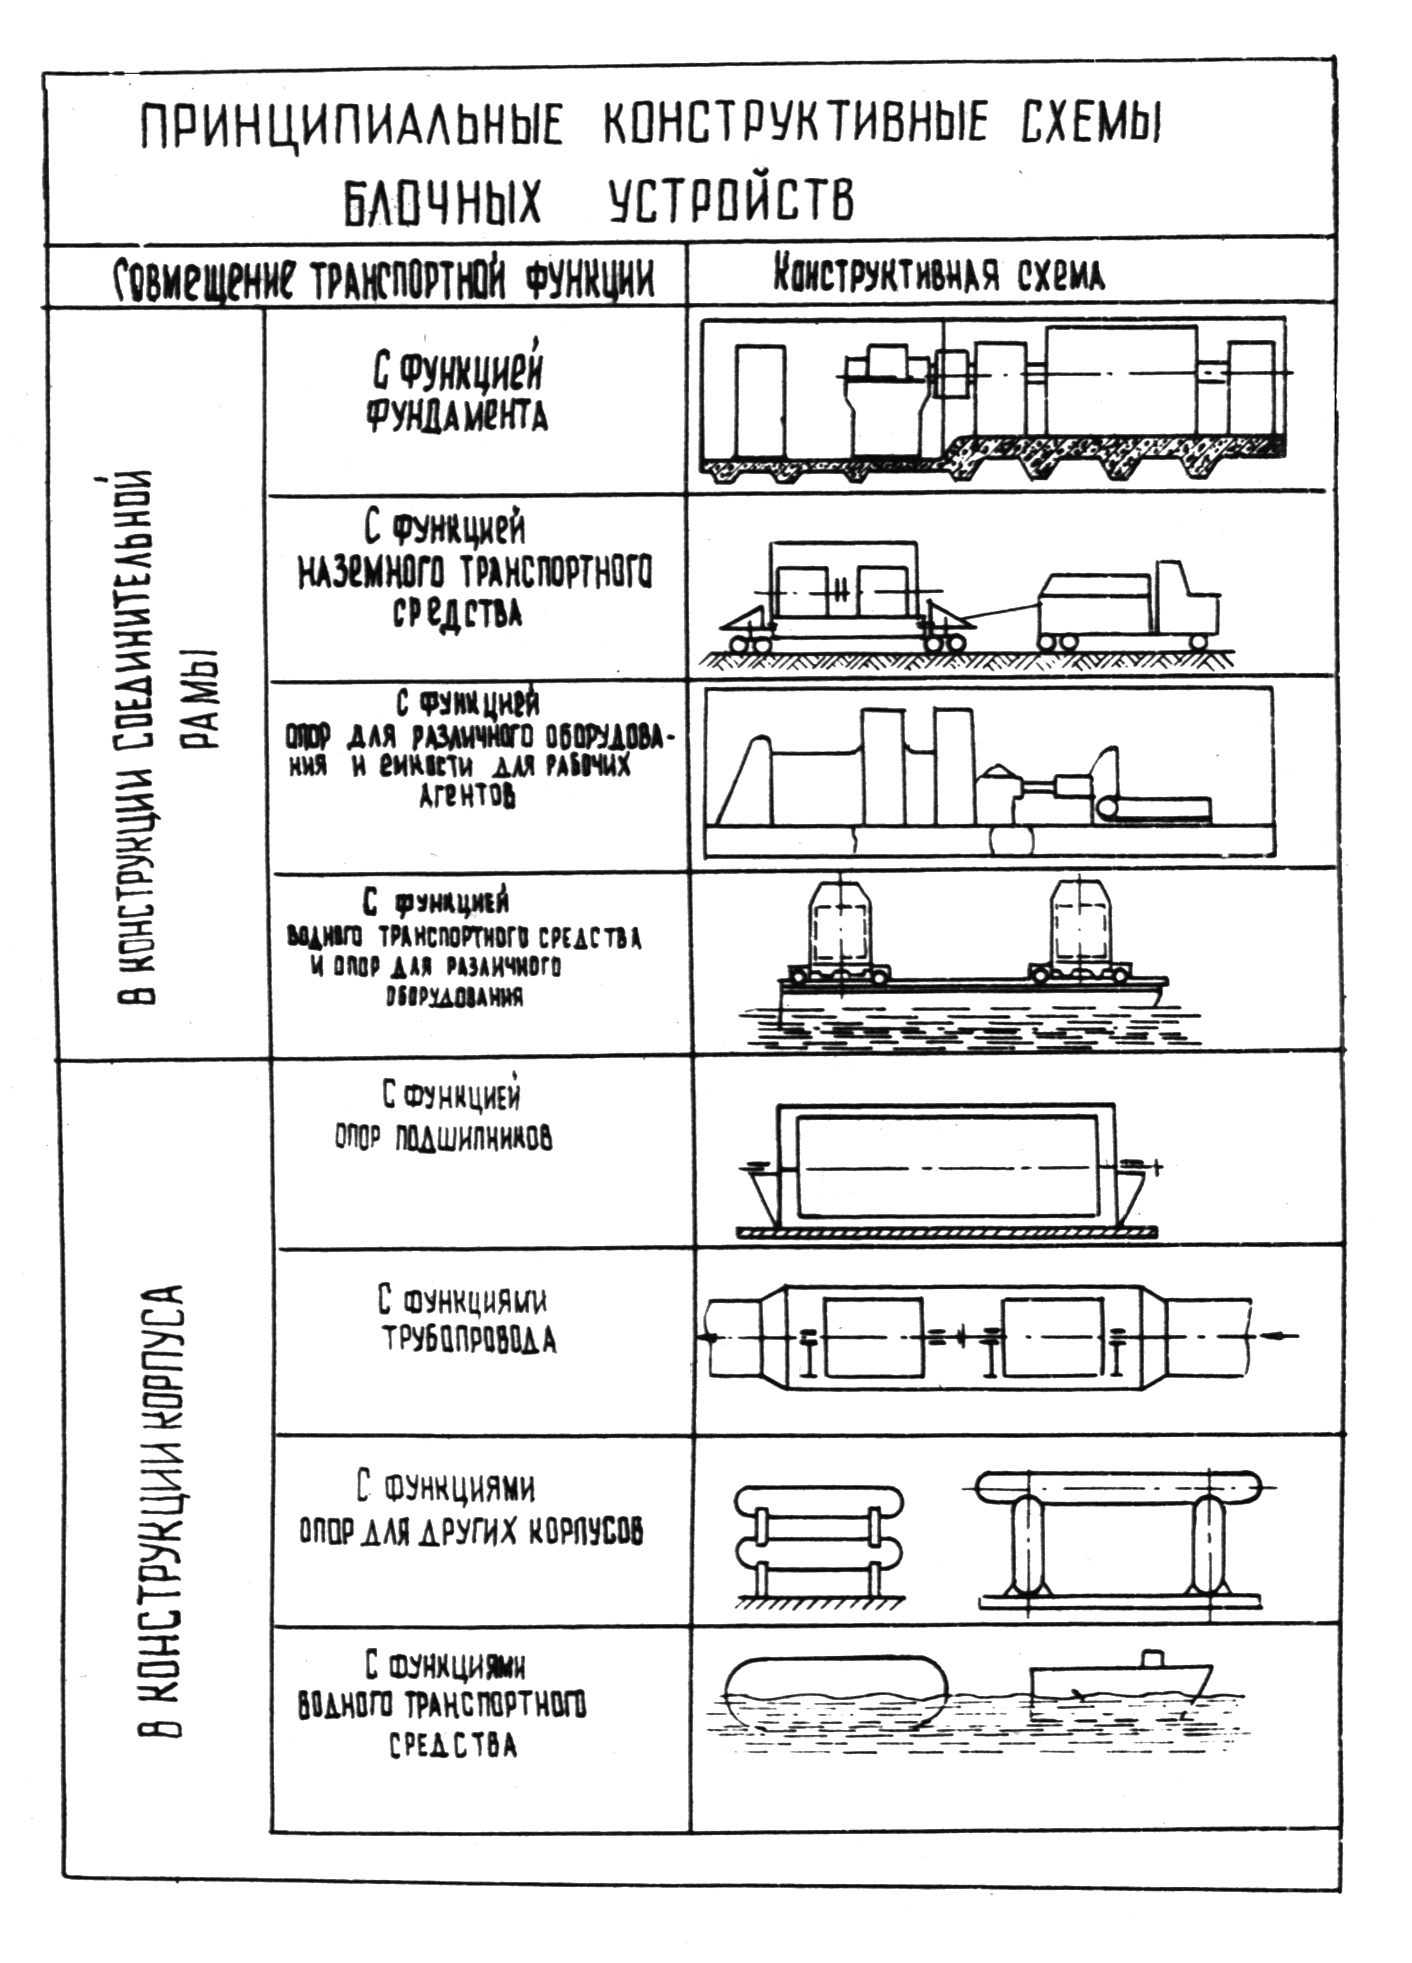 ПРИНЦИПИАЛЬНЫЕ КОНСТРУКТИВНЫЕ СХЕМЫ
БЛОЧНЫХ УСТРОЙСТВ
СОВМЕЩЕНИЕ ТРАНСПОРТНОЙ ФУНКЦИИ
КОНСТРУКТИВНАЯ СХЕМА
В КОНСТРУКЦИИ СОЕДИНИТЕЛЬНОЙ
РАМЫ
С ФУНКЦИЕЙ
ФУНДАМЕНТА
С ФУНКЦИЕЙ
НАЗЕМНОГО ТРАНСПОРТНОГО
СРЕДСТВА
С ФУНКЦИЕЙ
ОПОР ДЛЯ РАЗЛИЧНОГО ОБОРУДОВА-
НИЯ И ЕМКОСТИ ДЛЯ РАБОЧИХ
АГЕНТОВ
С ФУНКЦИЕЙ
ВОДНОГО ТРАНСПОРТНОГО СРЕДСТВА
И ОПОР ДЛЯ РАЗЛИЧНОГО
ОБОРУДОВАНИЯ
В КОНСТРУКЦИИ КОРПУСА
С ФУНКЦИЕЙ
ОПОР ПОДШИПНИКОВ
С ФУНКЦИЯМИ
ТРУБОПРОВОДА
С ФУНКЦИЯМИ
ОПОР ДЛЯ ДРУГИХ КОРПУСОВ
С ФУНКЦИЯМИ
ВОДНОГО ТРАНСПОРТНОГО
СРЕДСТВА